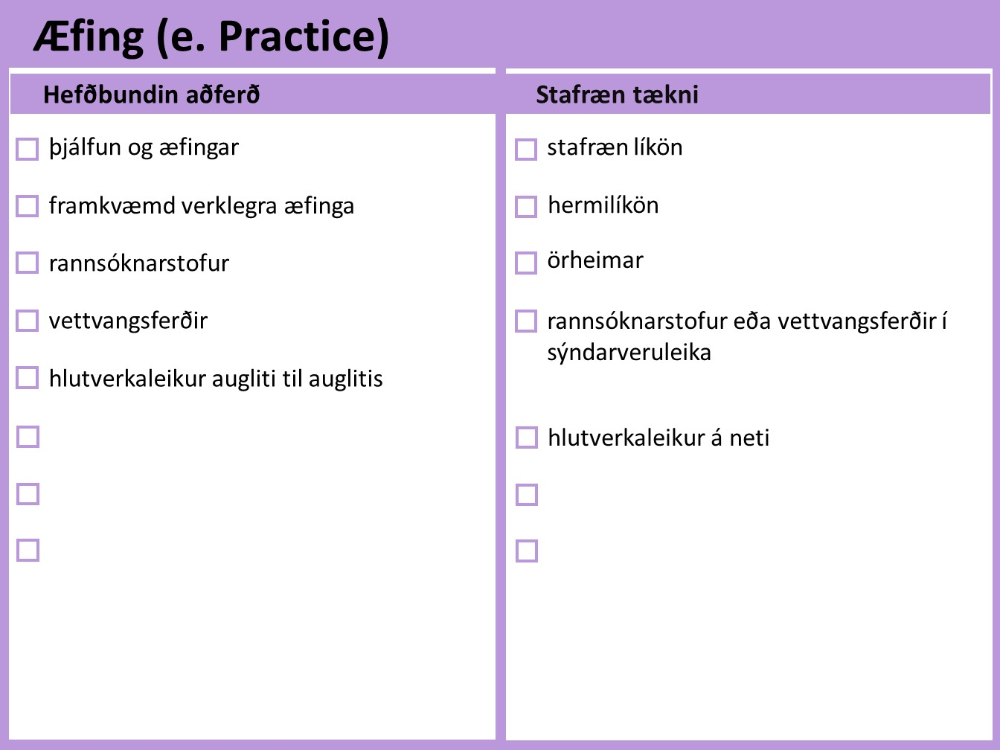 Æfing (e. Practice)
Hefðbundin aðferð
þjálfun og æfingar
framkvæmd verklegra æfinga
rannsóknarstofur
vettvangsferðir
hlutverkaleikur augliti til auglitis
Stafræn tækni
stafræn líkön
hermilíkön
örheimar
rannsóknarstofur eða vettvangsferðir í
sýndarveruleika
hlutverkaleikur á neti